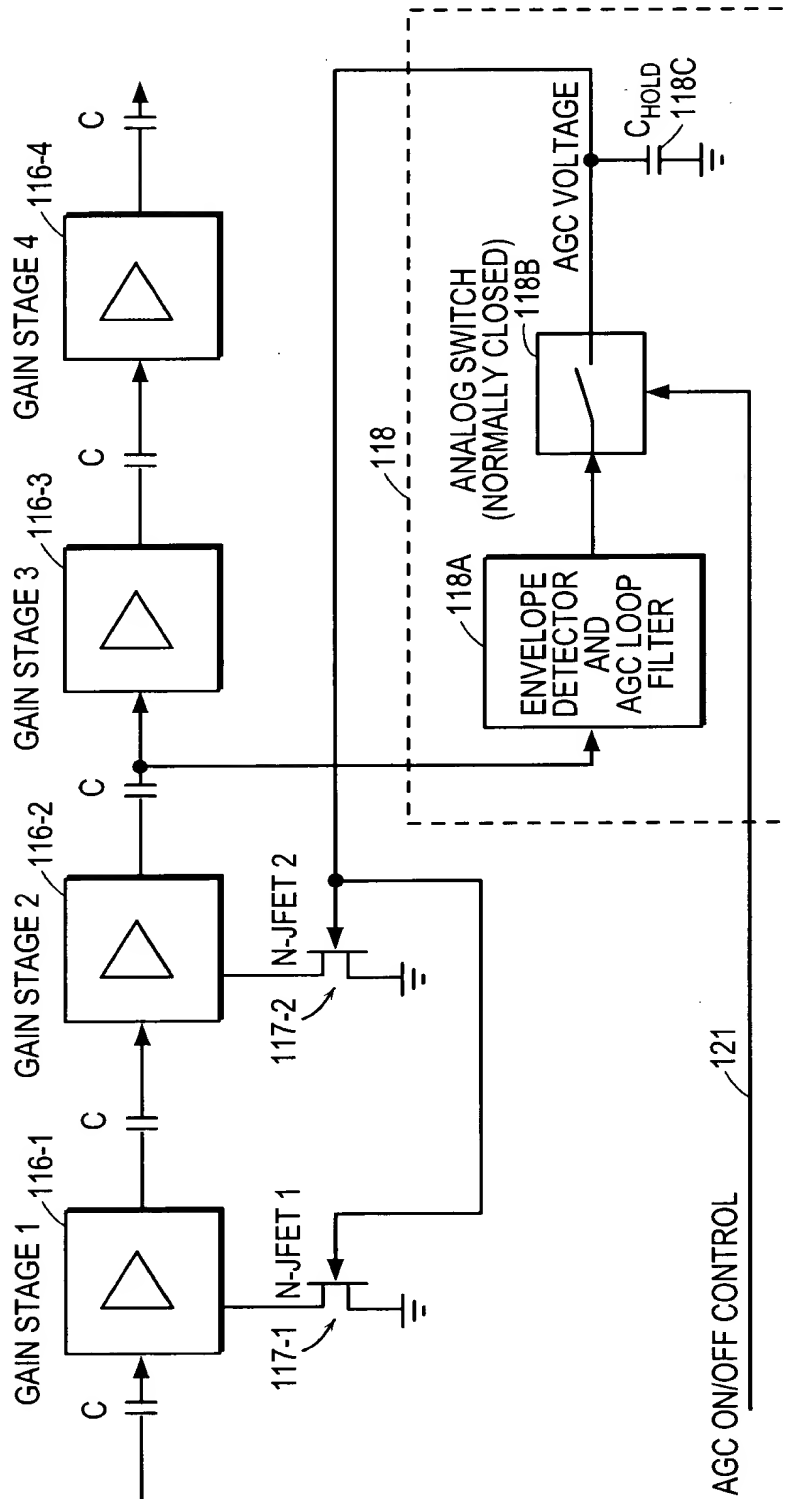 GAIN STAGE 1
116-1
C
C
GAIN STAGE 2
116-2
C
GAIN STAGE 3
116-3
C
GAIN STAGE 4
116-4
C
N-JFET 1
117-1
N-JFET 2
117-2
118
118A
ENVELOPE
DETECTOR
AND
AGC LOOP
FILTER
ANALOG SWITCH
(NORMALLY CLOSED)
118B
AGC VOLTAGE
CHOLD
118C
AGC ON/OFF CONTROL
121